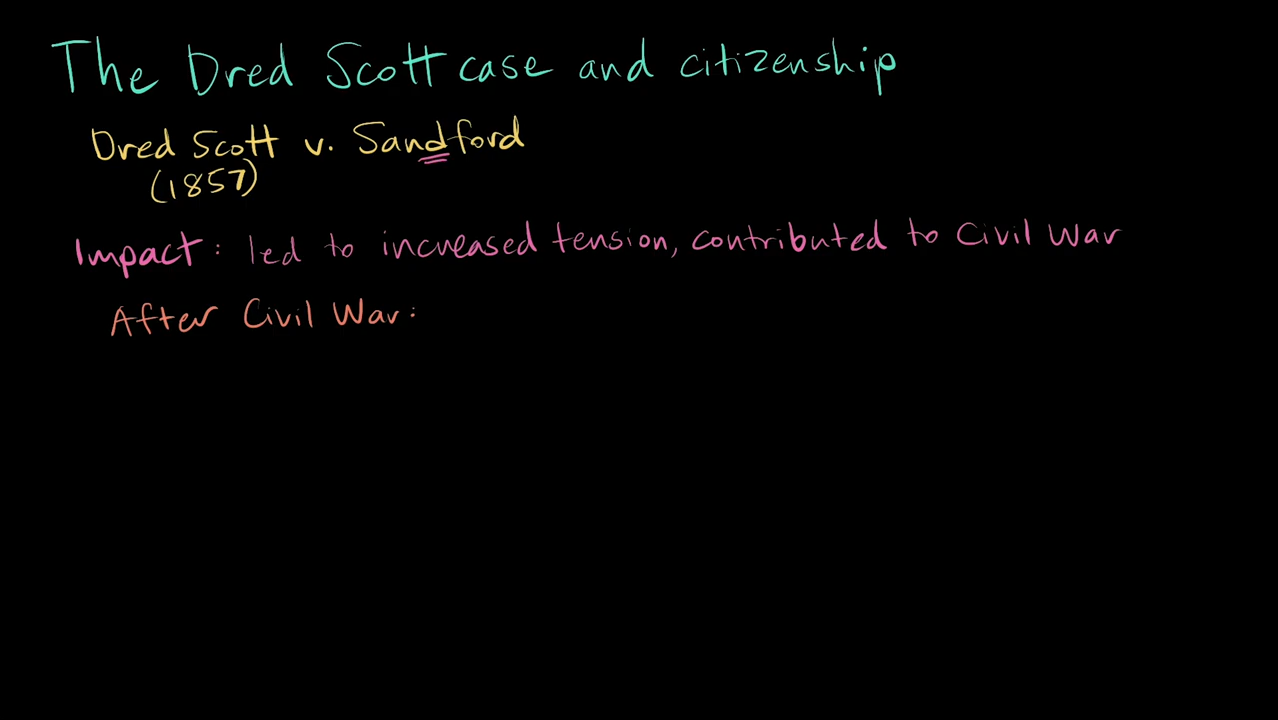 The Dred Scott case and citizenship
Dred Scott v. Sandford
(1857)
Impact: led to increased tension, contributed to Civil War
After Civil War: